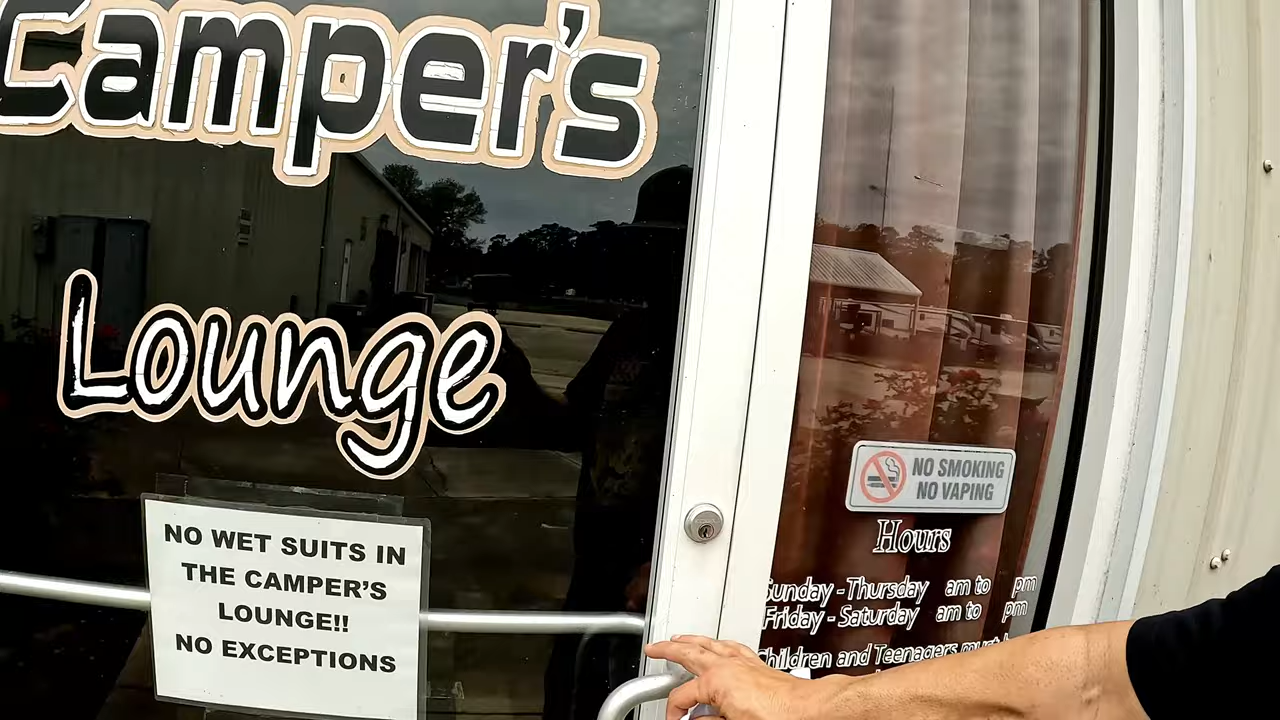 Camper's
Lounge
NO WET SUITS IN
THE CAMPER'S
LOUNGE!!
NO EXCEPTIONS
NO SMOKING
NO VAPING
Hours
Sunday - Thursday am to pm
Friday - Saturday am to pm
Children and Teenagers must